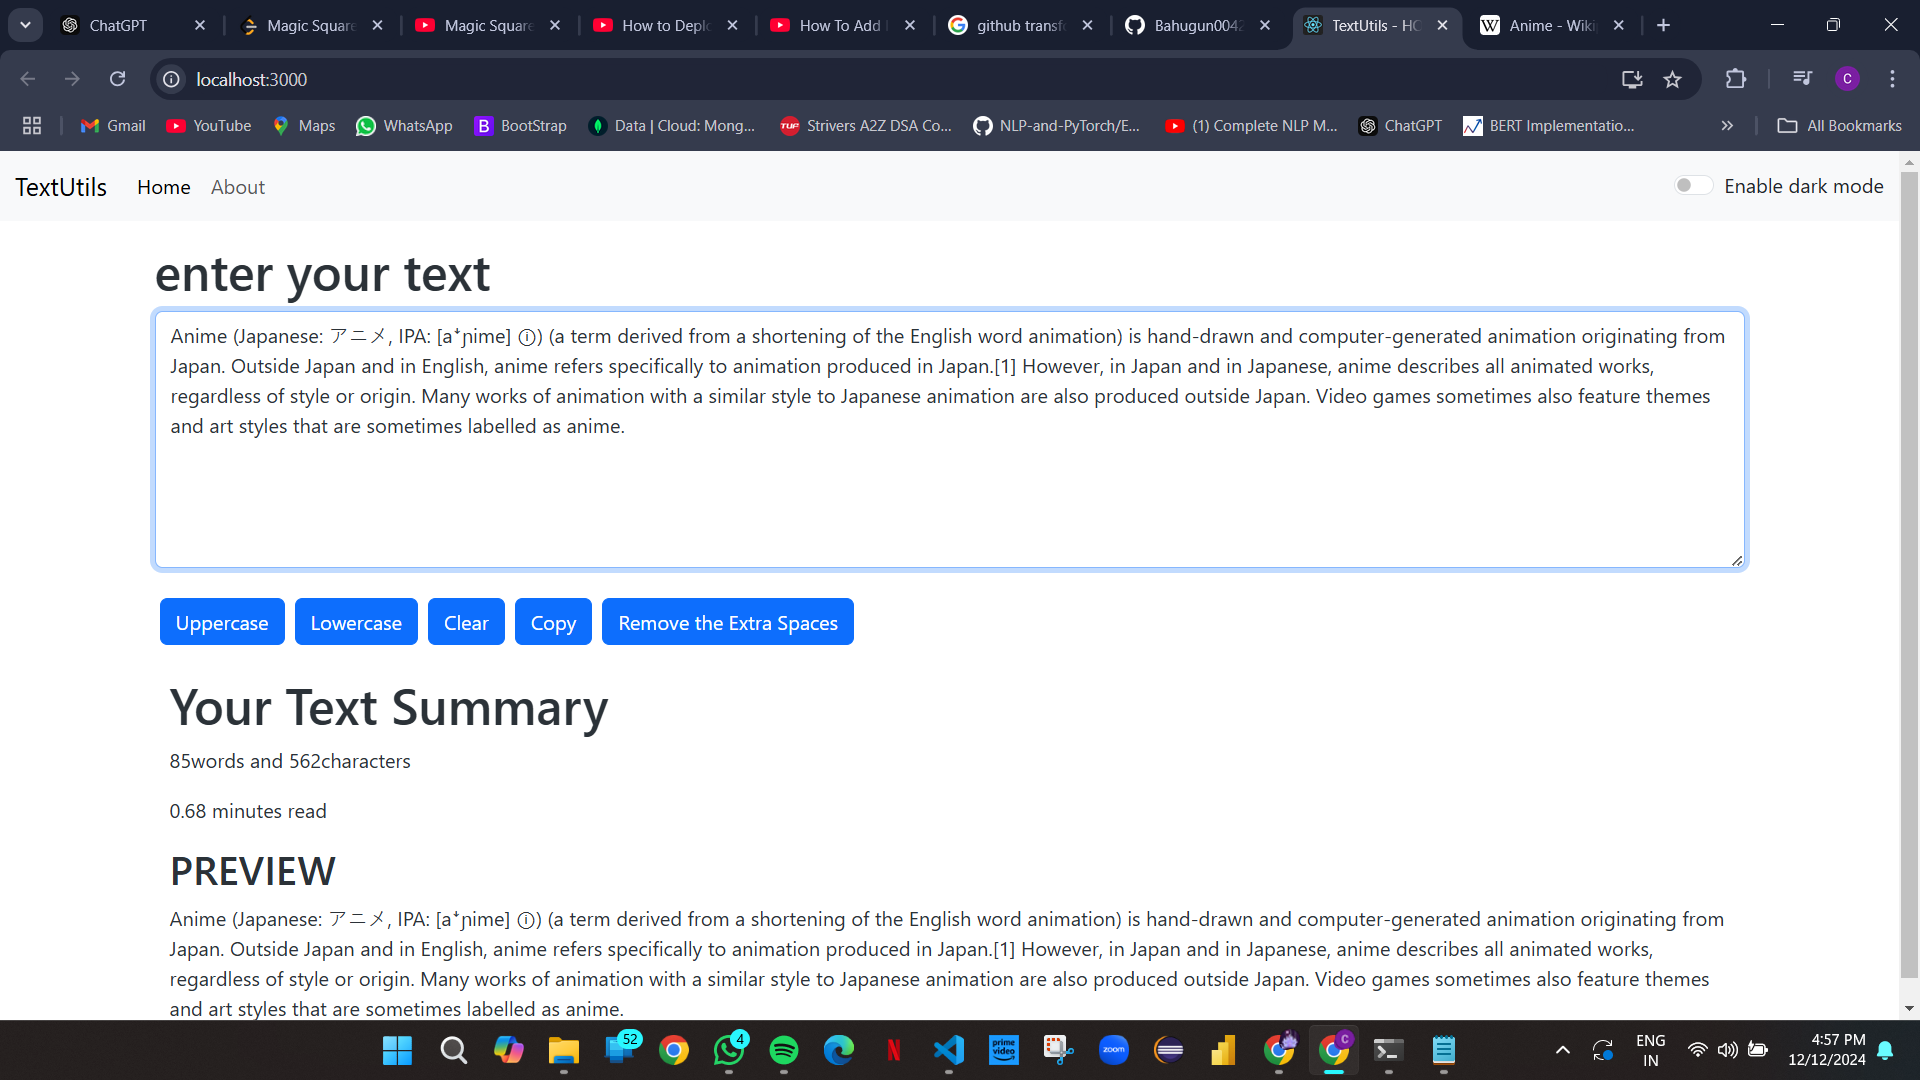 ChatGPT
Magic Square
Magic Square
How to Deplo
How To Add
github transfe
Bahugun0042
TextUtils - HO
Anime - Wiki
localhost:3000
Gmail
YouTube
Maps
WhatsApp
BootStrap
Data | Cloud: Mong...
Strivers A2Z DSA Co...
NLP-and-PyTorch/E...
(1) Complete NLP M...
ChatGPT
BERT Implementatio...
All Bookmarks
TextUtils
Home
About
Enable dark mode
enter your text
Anime (Japanese: アニメ, IPA: [aꜜɲime] ⓘ) (a term derived from a shortening of the English word animation) is hand-drawn and computer-generated animation originating from
Japan. Outside Japan and in English, anime refers specifically to animation produced in Japan.[1] However, in Japan and in Japanese, anime describes all animated works,
regardless of style or origin. Many works of animation with a similar style to Japanese animation are also produced outside Japan. Video games sometimes also feature themes
and art styles that are sometimes labelled as anime.
Uppercase
Lowercase
Clear
Copy
Remove the Extra Spaces
Your Text Summary
85words and 562characters
0.68 minutes read
PREVIEW
Anime (Japanese: アニメ, IPA: [aꜜɲime] ⓘ) (a term derived from a shortening of the English word animation) is hand-drawn and computer-generated animation originating from
Japan. Outside Japan and in English, anime refers specifically to animation produced in Japan.[1] However, in Japan and in Japanese, anime describes all animated works,
regardless of style or origin. Many works of animation with a similar style to Japanese animation are also produced outside Japan. Video games sometimes also feature themes
and art styles that are sometimes labelled as anime.
52
4
prime video
zoom
C
ENG
IN
4:57 PM
12/12/2024